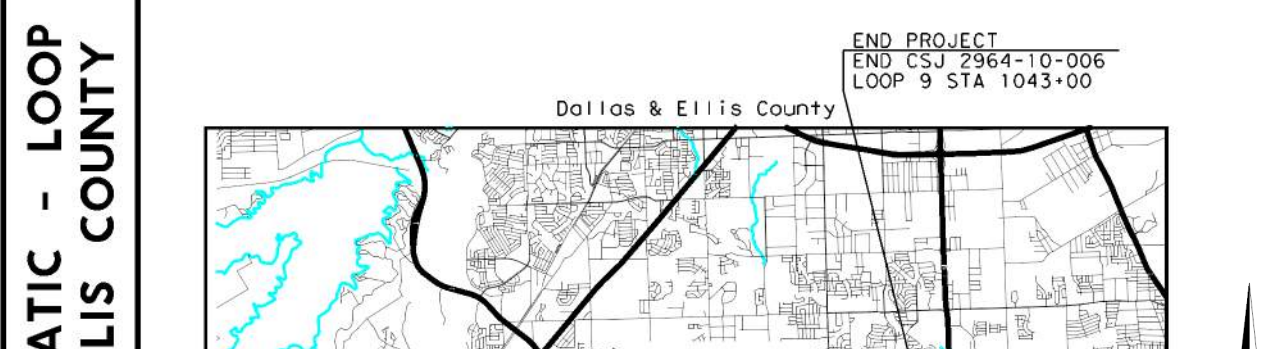 ATIC - LOOP
LIS COUNTY
END PROJECT
END CSJ 2964-10-006
LOOP 9 STA 1043+00
Dallas & Ellis County